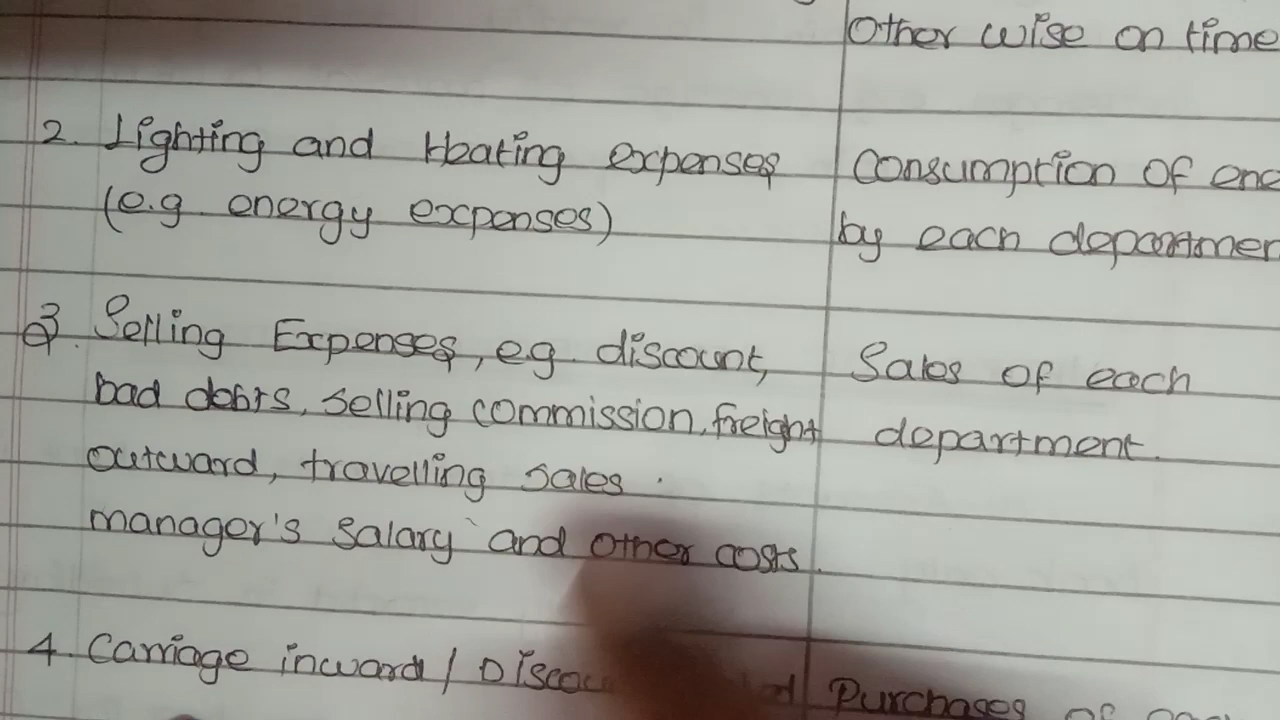 Other wise on time
2. Lighting and Heating expenses Consumption of
(e.g. energy expenses) by each
3. Selling Expenses, e.g. discount, Sales of each
bad debts, selling commission, freight department.
outward, travelling sales
manager's salary and other costs.
4. Carriage inward / Purchases of